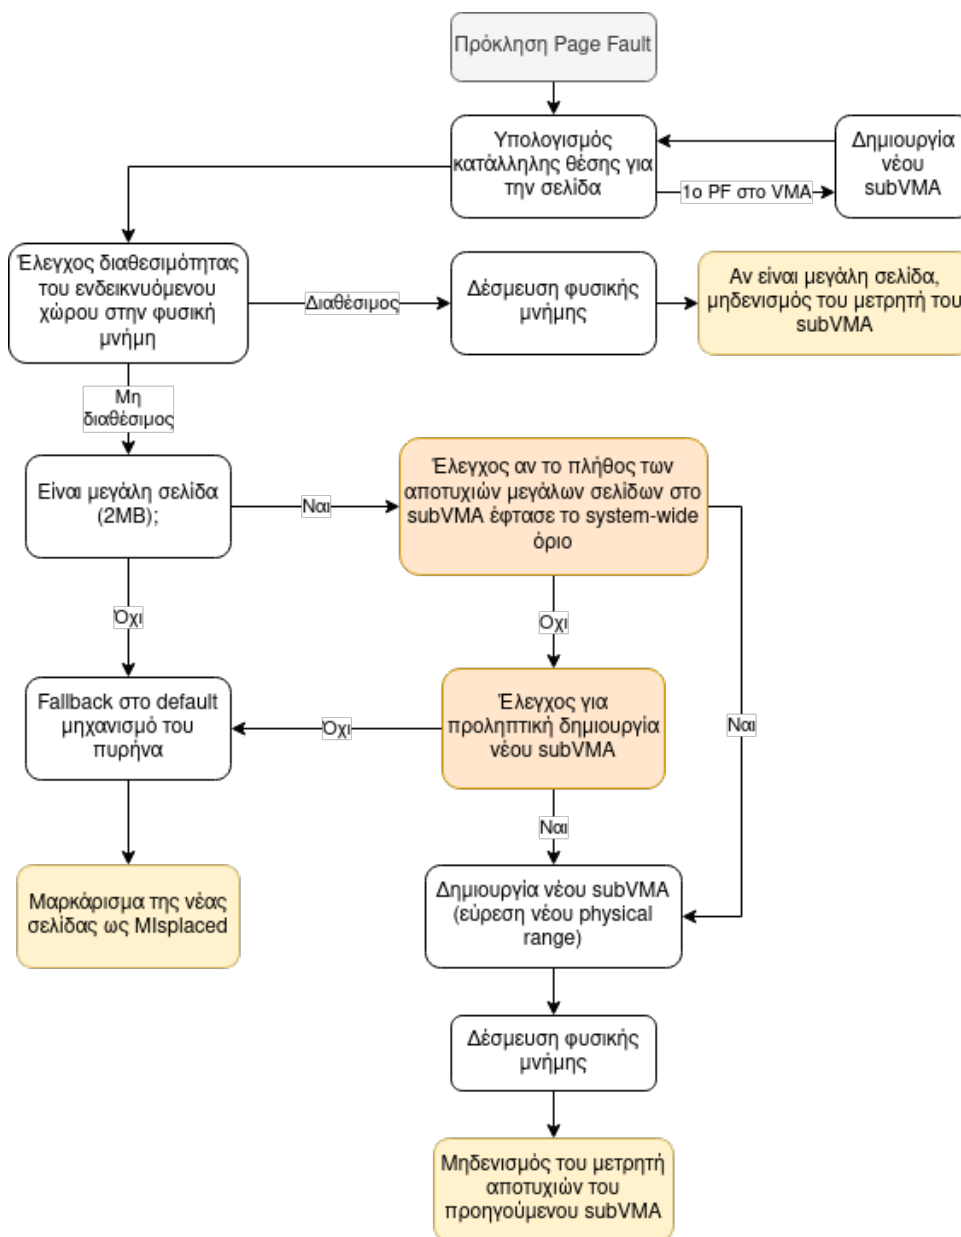 Πρόκληση Page Fault
Υπολογισμός
κατάλληλης θέσης για
την σελίδα
1ο PF στο VMA
Δημιουργία
νέου
subVMA
Έλεγχος διαθεσιμότητας
του ενδεικνυόμενου
χώρου στην φυσική
μνήμη
Διαθέσιμος
Δέσμευση φυσικής
μνήμης
Αν είναι μεγάλη σελίδα,
μηδενισμός του μετρητή του
subVMA
Μη
διαθέσιμος
Είναι μεγάλη σελίδα
(2MB);
Ναι
Έλεγχος αν το πλήθος των
αποτυχιών μεγάλων σελίδων στο
subVMA έφτασε το system-wide
όριο
Όχι
Οχι
Ναι
Fallback στο default
μηχανισμό του
πυρήνα
Όχι
Έλεγχος για
προληπτική δημιουργία
νέου subVMA
Ναι
Μαρκάρισμα της νέας
σελίδας ως MIsplaced
Δημιουργία νέου subVMA
(εύρεση νέου physical
range)
Δέσμευση φυσικής
μνήμης
Μηδενισμός του μετρητή
αποτυχιών του
προηγούμενου subVMA